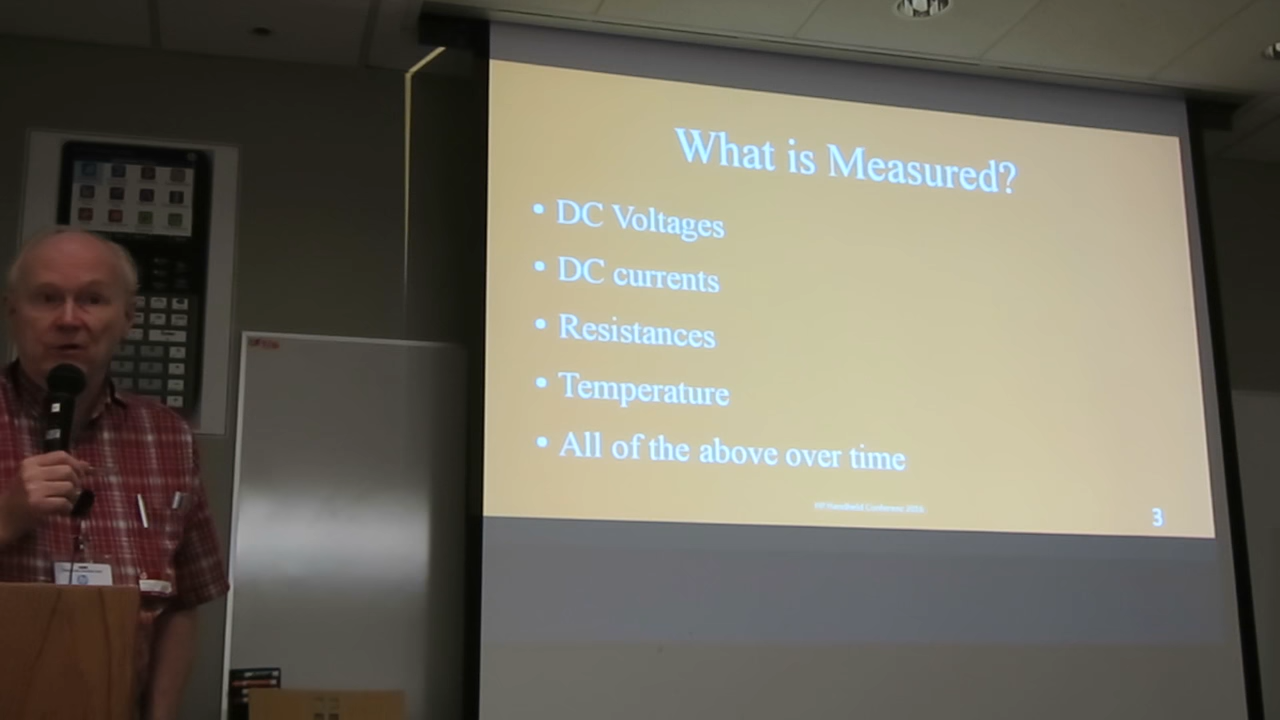 What is Measured?
• DC Voltages
• DC currents
• Resistances
• Temperature
• All of the above over time
HP Handheld Conference 2016
3